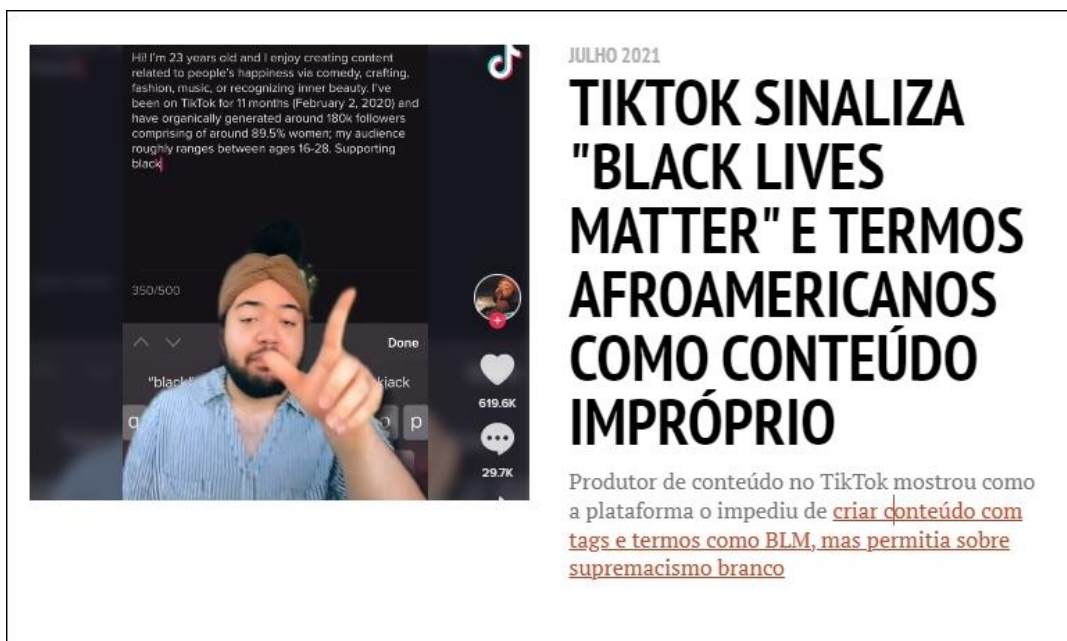 Hi! I'm 23 years old and I enjoy creating content
related to people's happiness via comedy, crafting,
fashion, music, or recognizing inner beauty. I've
been on TikTok for 11 months (February 2, 2020) and
have organically generated around 180k followers
comprising of around 89.5% women; my audience
roughly ranges between ages 16-28. Supporting
black
350/500
Done
"black" kjack
q o p
619.6K
29.7K
JULHO 2021
TIKTOK SINALIZA
"BLACK LIVES
MATTER" E TERMOS
AFROAMERICANOS
COMO CONTEÚDO
IMPRÓPRIO
Produtor de conteúdo no TikTok mostrou como
a plataforma o impediu de criar conteúdo com
tags e termos como BLM, mas permitia sobre
supremacismo branco